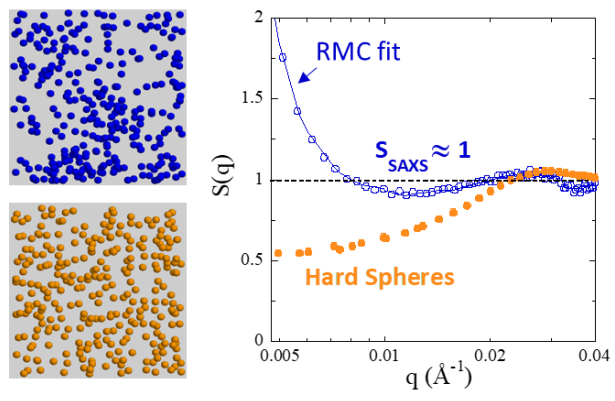 2
RMC fit
1.5
S_SAXS ≈ 1
S(q)
1
0.5
Hard Spheres
0
0.005
0.01
0.02
0.04
q (Å⁻¹)